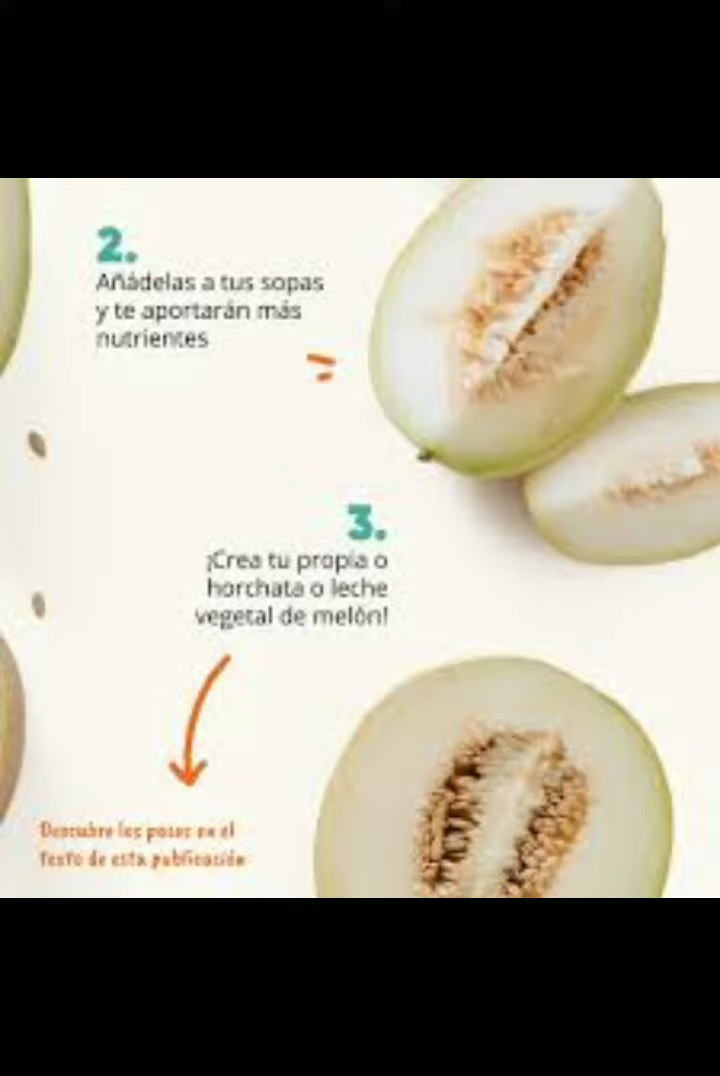 2.
Añádelas a tus sopas
y te aportarán más
nutrientes
3.
¡Crea tu propia o
horchata o leche
vegetal de melón!
Descubre los pasos en el
texto de esta publicación